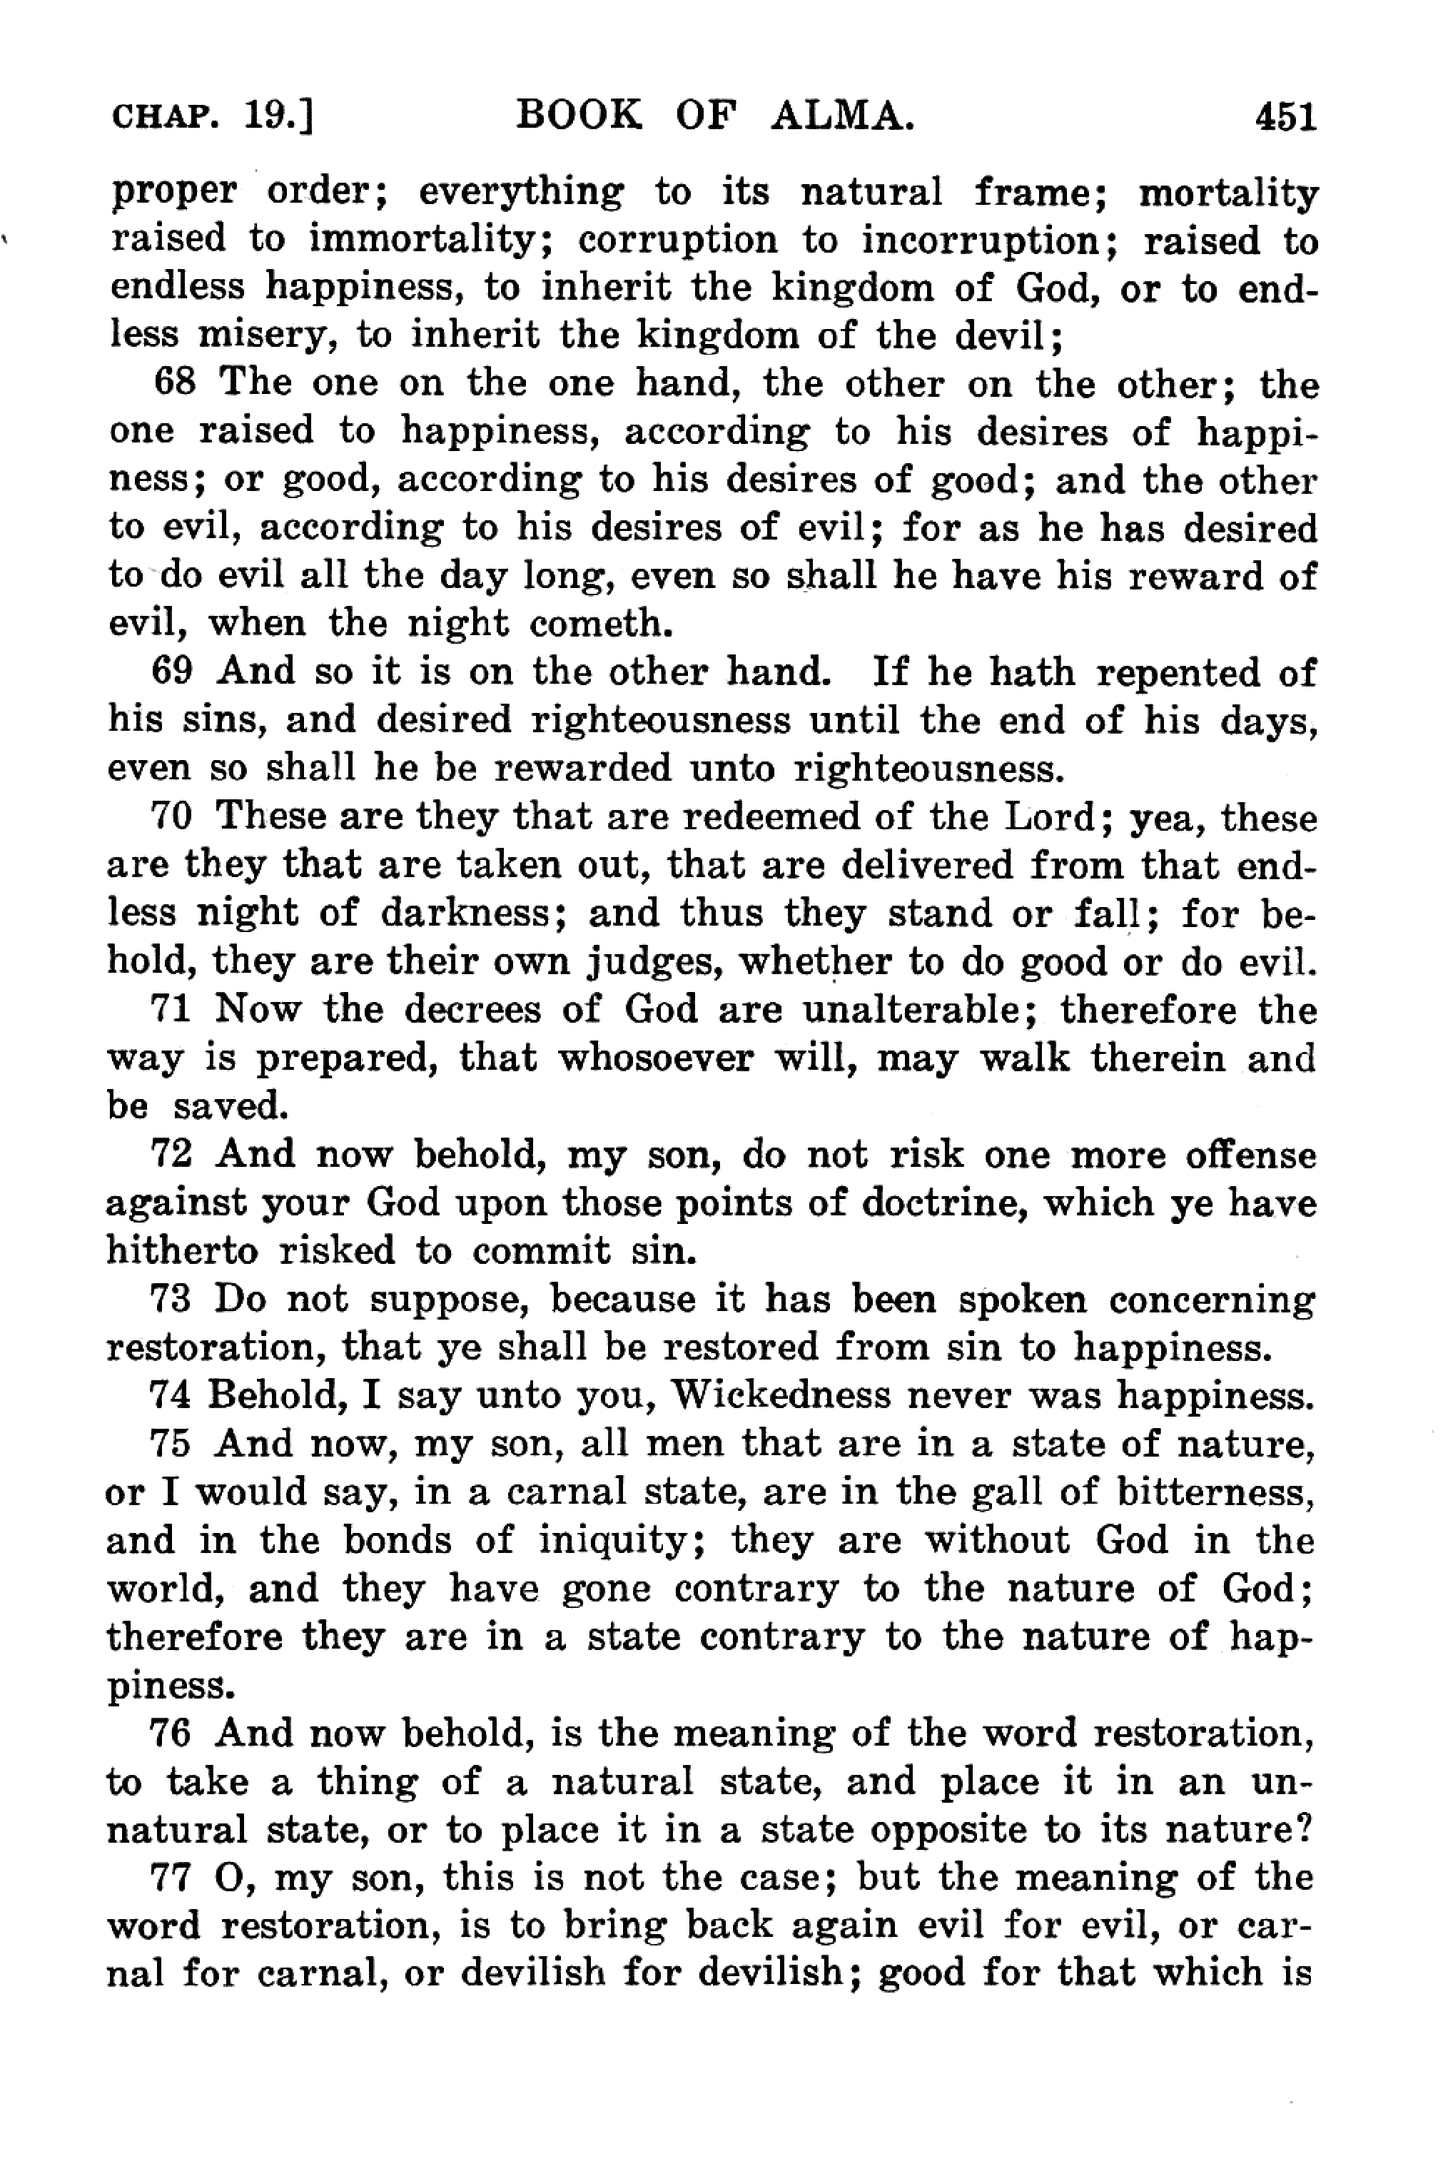 CHAP. 19.] BOOK OF ALMA. 451
proper order; everything to its natural frame; mortality
raised to immortality; corruption to incorruption; raised to
endless happiness, to inherit the kingdom of God, or to end-
less misery, to inherit the kingdom of the devil;
68 The one on the one hand, the other on the other; the
one raised to happiness, according to his desires of happi-
ness; or good, according to his desires of good; and the other
to evil, according to his desires of evil; for as he has desired
to do evil all the day long, even so shall he have his reward of
evil, when the night cometh.
69 And so it is on the other hand. If he hath repented of
his sins, and desired righteousness until the end of his days,
even so shall he be rewarded unto righteousness.
70 These are they that are redeemed of the Lord; yea, these
are they that are taken out, that are delivered from that end-
less night of darkness; and thus they stand or fall; for be-
hold, they are their own judges, whether to do good or do evil.
71 Now the decrees of God are unalterable; therefore the
way is prepared, that whosoever will, may walk therein and
be saved.
72 And now behold, my son, do not risk one more offense
against your God upon those points of doctrine, which ye have
hitherto risked to commit sin.
73 Do not suppose, because it has been spoken concerning
restoration, that ye shall be restored from sin to happiness.
74 Behold, I say unto you, Wickedness never was happiness.
75 And now, my son, all men that are in a state of nature,
or I would say, in a carnal state, are in the gall of bitterness,
and in the bonds of iniquity; they are without God in the
world, and they have gone contrary to the nature of God;
therefore they are in a state contrary to the nature of hap-
piness.
76 And now behold, is the meaning of the word restoration,
to take a thing of a natural state, and place it in an un-
natural state, or to place it in a state opposite to its nature?
77 O, my son, this is not the case; but the meaning of the
word restoration, is to bring back again evil for evil, or car-
nal for carnal, or devilish for devilish; good for that which is